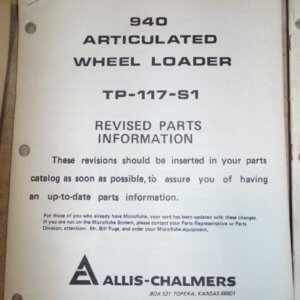 940
ARTICULATED
WHEEL LOADER
TP-117-S1
REVISED PARTS
INFORMATION
These revisions should be inserted in your parts
catalog as soon as possible, to assure you of having
an up-to-date parts information.
For those of you who already have Microfiche, your card has been updated with these changes.
If you are not on the Microfiche System, please contact your Parts Representative or Parts
Division, attention: Mr. Bill Fuge, and order your Microfiche equipment.
ALLIS-CHALMERS
BOX 521 TOPEKA, KANSAS 66601